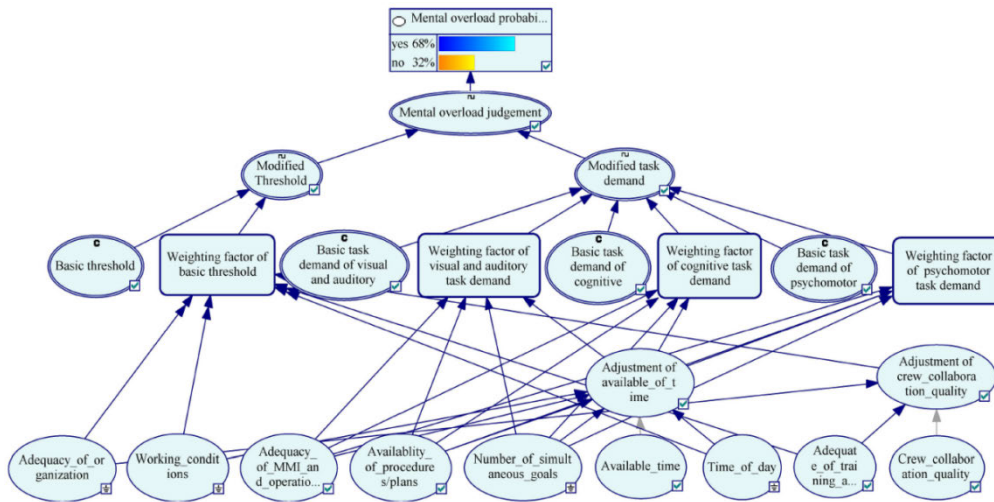 Mental overload probabi...
yes 68%
no 32%
Mental overload judgement
Modified
Threshold
Modified task
demand
Basic threshold
Weighting factor of
basic threshold
Basic task
demand of visual
and auditory
Weighting factor of
visual and auditory
task demand
Basic task
demand of
cognitive
Weighting factor
of cognitive task
demand
Basic task
demand of
psychomotor
Weighting factor
of psychomotor
task demand
Adjustment of
available_of_t
ime
Adjustment of
crew_collabora
tion_quality
Adequacy_of_or
ganization
Working_condi
tions
Adequacy
_of_MMI_an
d_operatio...
Availablity_
of_procedure
s/plans
Number_of_simult
aneous_goals
Available_time
Time_of_day
Adequat
e_of_trai
ning_a...
Crew_collabor
ation_quality